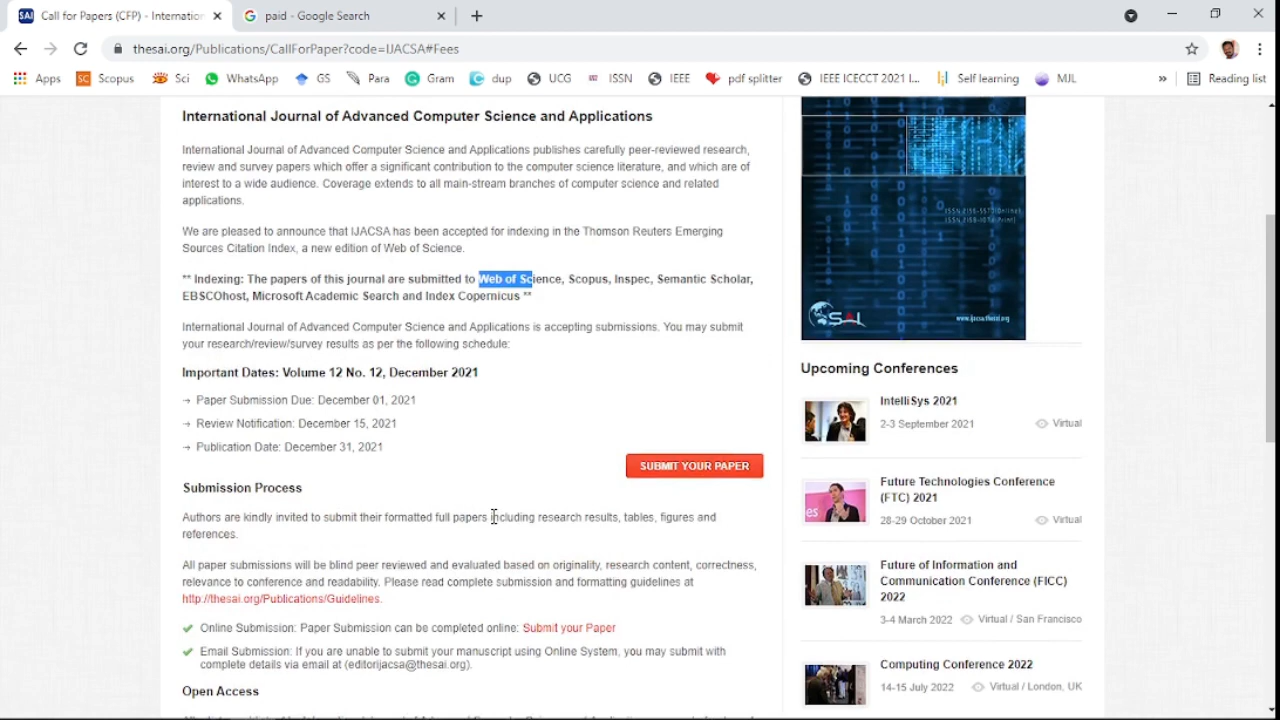 SAI
Call for Papers (CFP) - Internation
paid - Google Search
thesai.org/Publications/CallForPaper?code=IJACSA#Fees
Apps
SC Scopus
Sci
WhatsApp
GS
Para
G Gram
dup
UCG
ISSN
IEEE
pdf splitter
IEEE ICECCT 2021 I...
Self learning
MJL
»
Reading list
International Journal of Advanced Computer Science and Applications
International Journal of Advanced Computer Science and Applications publishes carefully peer-reviewed research,
review and survey papers which offer a significant contribution to the computer science literature, and which are of
interest to a wide audience. Coverage extends to all main-stream branches of computer science and related
applications.
We are pleased to announce that IJACSA has been accepted for indexing in the Thomson Reuters Emerging
Sources Citation Index, a new edition of Web of Science.
** Indexing: The papers of this journal are submitted to Web of Science, Scopus, Inspec, Semantic Scholar,
EBSCOhost, Microsoft Academic Search and Index Copernicus **
International Journal of Advanced Computer Science and Applications is accepting submissions. You may submit
your research/review/survey results as per the following schedule:
Important Dates: Volume 12 No. 12, December 2021
→ Paper Submission Due: December 01, 2021
→ Review Notification: December 15, 2021
→ Publication Date: December 31, 2021
SUBMIT YOUR PAPER
Submission Process
Authors are kindly invited to submit their formatted full papers including research results, tables, figures and
references.
All paper submissions will be blind peer reviewed and evaluated based on originality, research content, correctness,
relevance to conference and readability. Please read complete submission and formatting guidelines at
http://thesai.org/Publications/Guidelines.
Online Submission: Paper Submission can be completed online: Submit your Paper
Email Submission: If you are unable to submit your manuscript using Online System, you may submit with
complete details via email at (editorijacsa@thesai.org).
Open Access
SAI
www.ijacsa.thesai.org
Upcoming Conferences
IntelliSys 2021
2-3 September 2021
Virtual
Future Technologies Conference
(FTC) 2021
28-29 October 2021
Virtual
Future of Information and
Communication Conference (FICC)
2022
3-4 March 2022
Virtual / San Francisco
Computing Conference 2022
14-15 July 2022
Virtual / London, UK